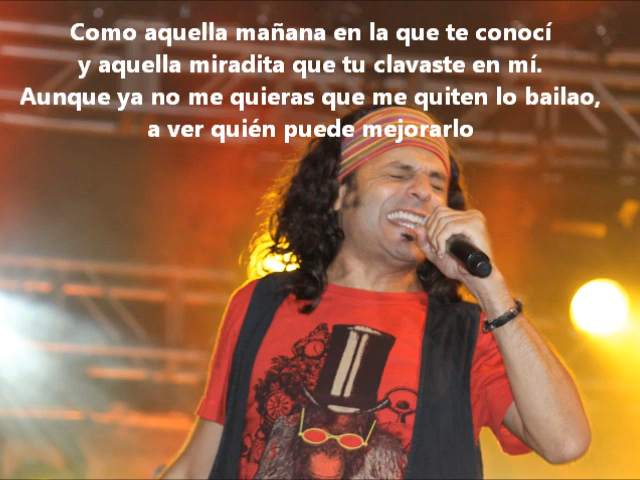 Como aquella mañana en la que te conocí
y aquella miradita que tu clavaste en mí.
Aunque ya no me quieras que me quiten lo bailao,
a ver quién puede mejorarlo